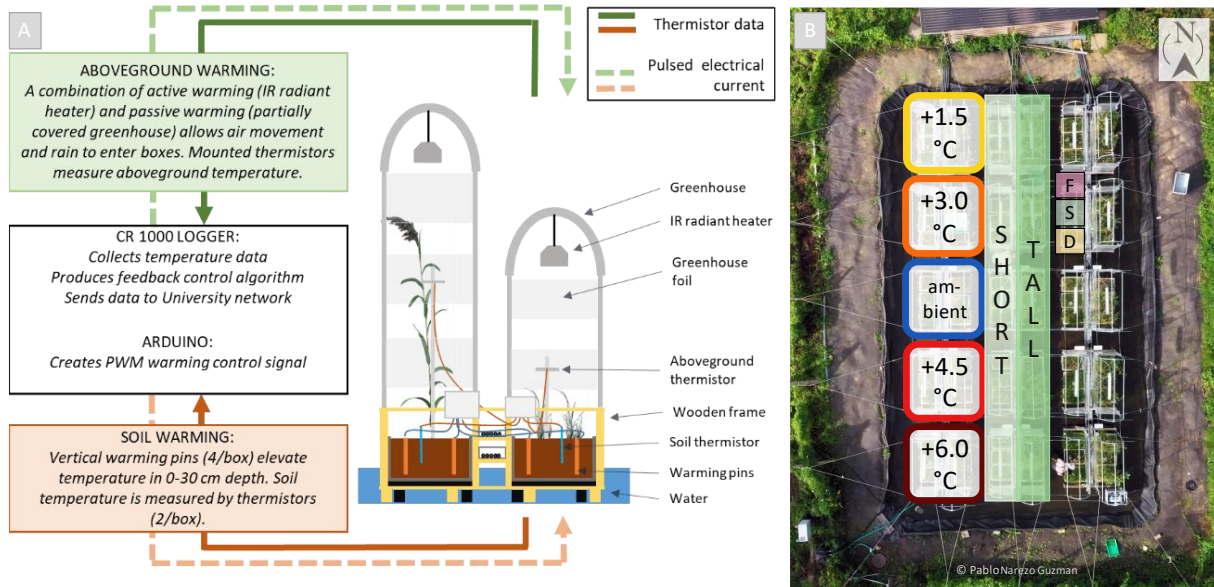 A
ABOVEGROUND WARMING:
A combination of active warming (IR radiant
heater) and passive warming (partially
covered greenhouse) allows air movement
and rain to enter boxes. Mounted thermistors
measure aboveground temperature.
CR 1000 LOGGER:
Collects temperature data
Produces feedback control algorithm
Sends data to University network
ARDUINO:
Creates PWM warming control signal
SOIL WARMING:
Vertical warming pins (4/box) elevate
temperature in 0-30 cm depth. Soil
temperature is measured by thermistors
(2/box).
Thermistor data
Pulsed electrical
current
Greenhouse
IR radiant heater
Greenhouse
foil
Aboveground
thermistor
Wooden frame
Soil thermistor
Warming pins
Water
B
N
+1.5
°C
+3.0
°C
am-
bient
+4.5
°C
+6.0
°C
SHORT
TALL
F
S
D
© Pablo Narezo Guzman